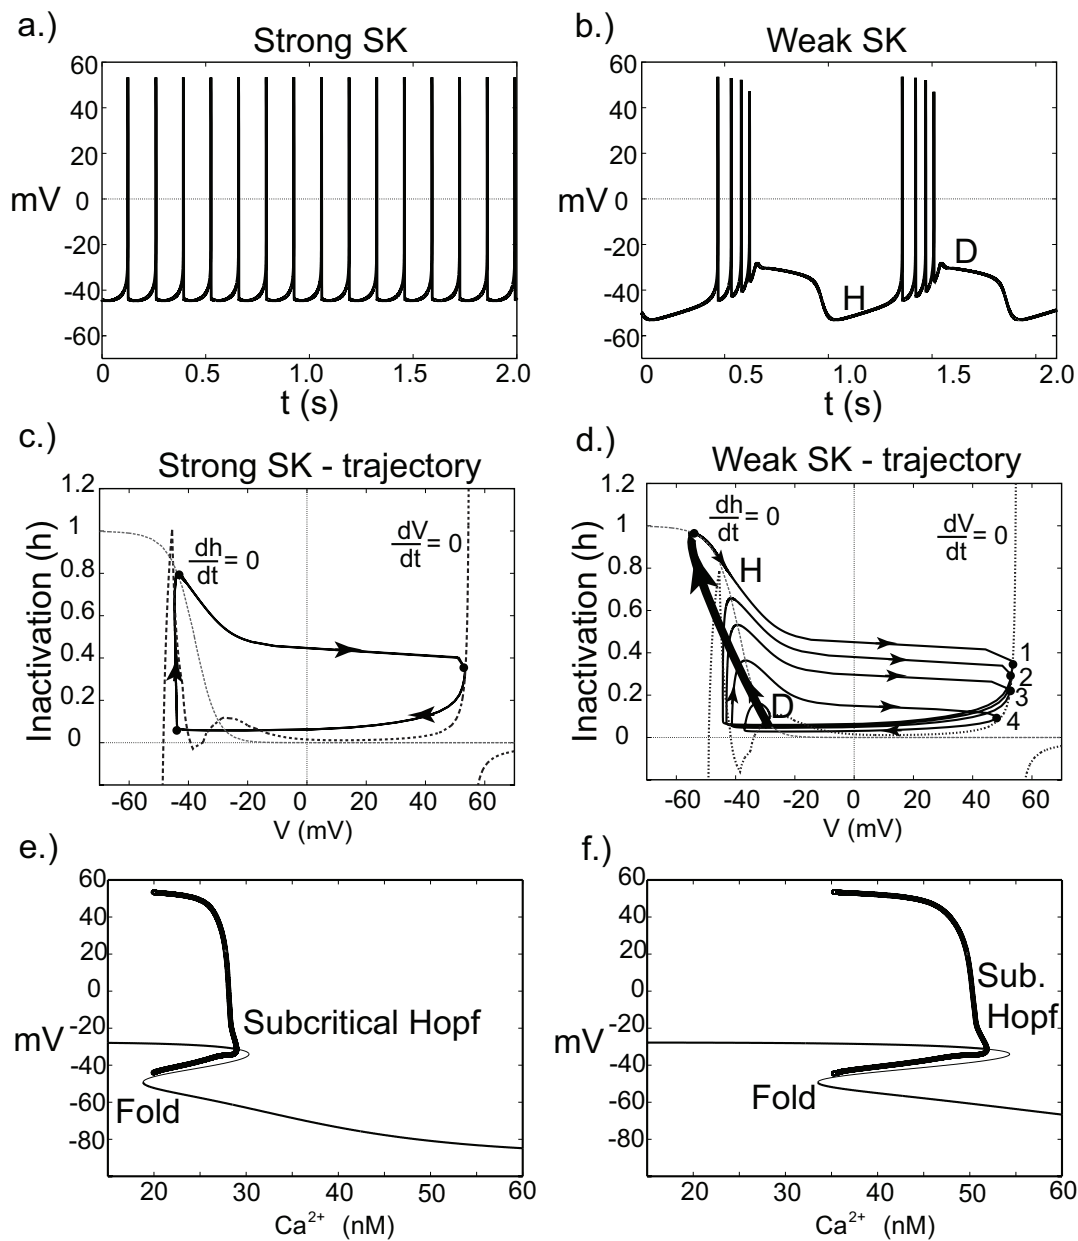 a.)
Strong SK
60
40
20
mV 0
-20
-40
-60
0 0.5 1.0 1.5 2.0
t (s)
b.)
Weak SK
60
40
20
mV 0
-20
-40
-60
D
H
0 0.5 1.0 1.5 2.0
t (s)
c.)
Strong SK - trajectory
Inactivation (h)
1.2
1
0.8
0.6
0.4
0.2
0
dh
dt = 0
dV
dt = 0
-60 -40 -20 0 20 40 60
V (mV)
d.)
Weak SK - trajectory
Inactivation (h)
1.2
1
0.8
0.6
0.4
0.2
0
dh
dt = 0
dV
dt = 0
H
D
1
2
3
4
-60 -40 -20 0 20 40 60
V (mV)
e.)
60
40
20
0
-20
mV
-40
-60
-80
Subcritical Hopf
Fold
20 30 40 50 60
Ca2+ (nM)
f.)
60
40
20
0
-20
mV
-40
-60
-80
Sub.
Hopf
Fold
20 30 40 50 60
Ca2+ (nM)